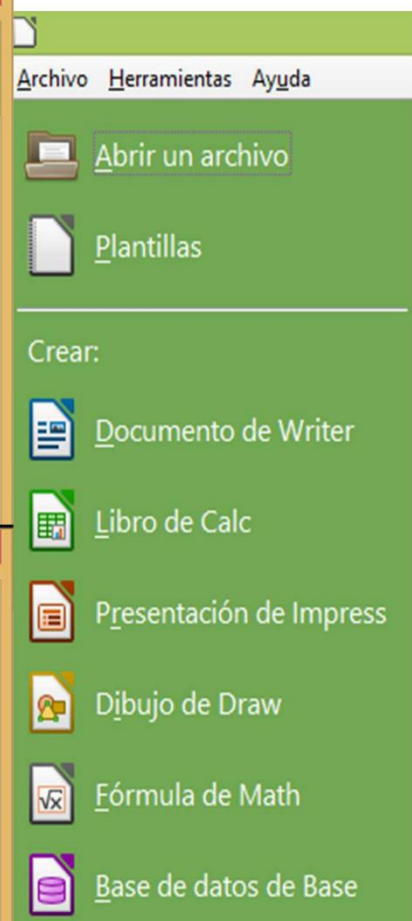 Archivo Herramientas Ayuda
Abrir un archivo
Plantillas
Crear:
Documento de Writer
Libro de Calc
Presentación de Impress
Dibujo de Draw
Fórmula de Math
Base de datos de Base